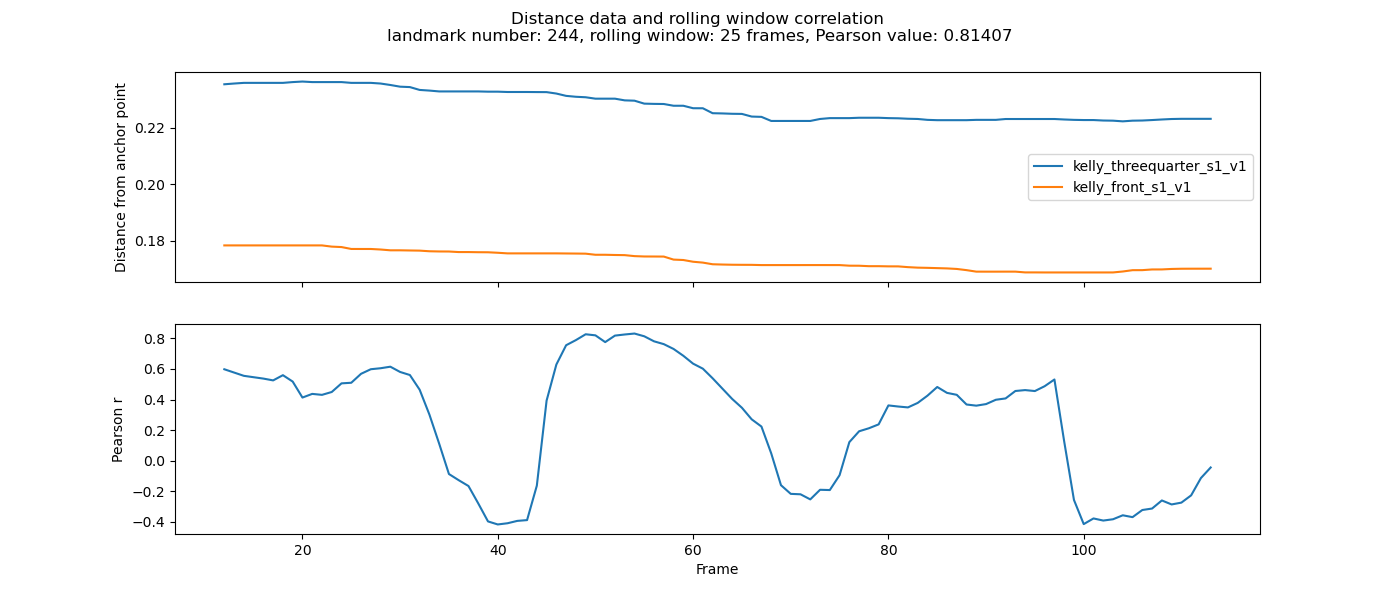 Distance data and rolling window correlation
landmark number: 244, rolling window: 25 frames, Pearson value: 0.81407
Distance from anchor point
0.22
0.20
0.18
kelly_threequarter_s1_v1
kelly_front_s1_v1
Pearson r
0.8
0.6
0.4
0.2
0.0
−0.2
−0.4
20 40 60 80 100
Frame